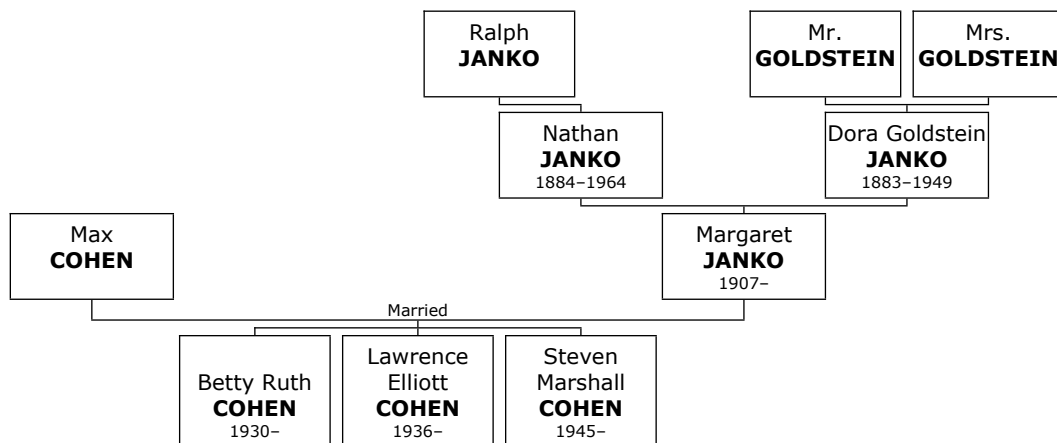 Ralph
JANKO
Mr.
GOLDSTEIN
Mrs.
GOLDSTEIN
Nathan
JANKO
1884–1964
Dora Goldstein
JANKO
1883–1949
Max
COHEN
Margaret
JANKO
1907–
Married
Betty Ruth
COHEN
1930–
Lawrence
Elliott
COHEN
1936–
Steven
Marshall
COHEN
1945–